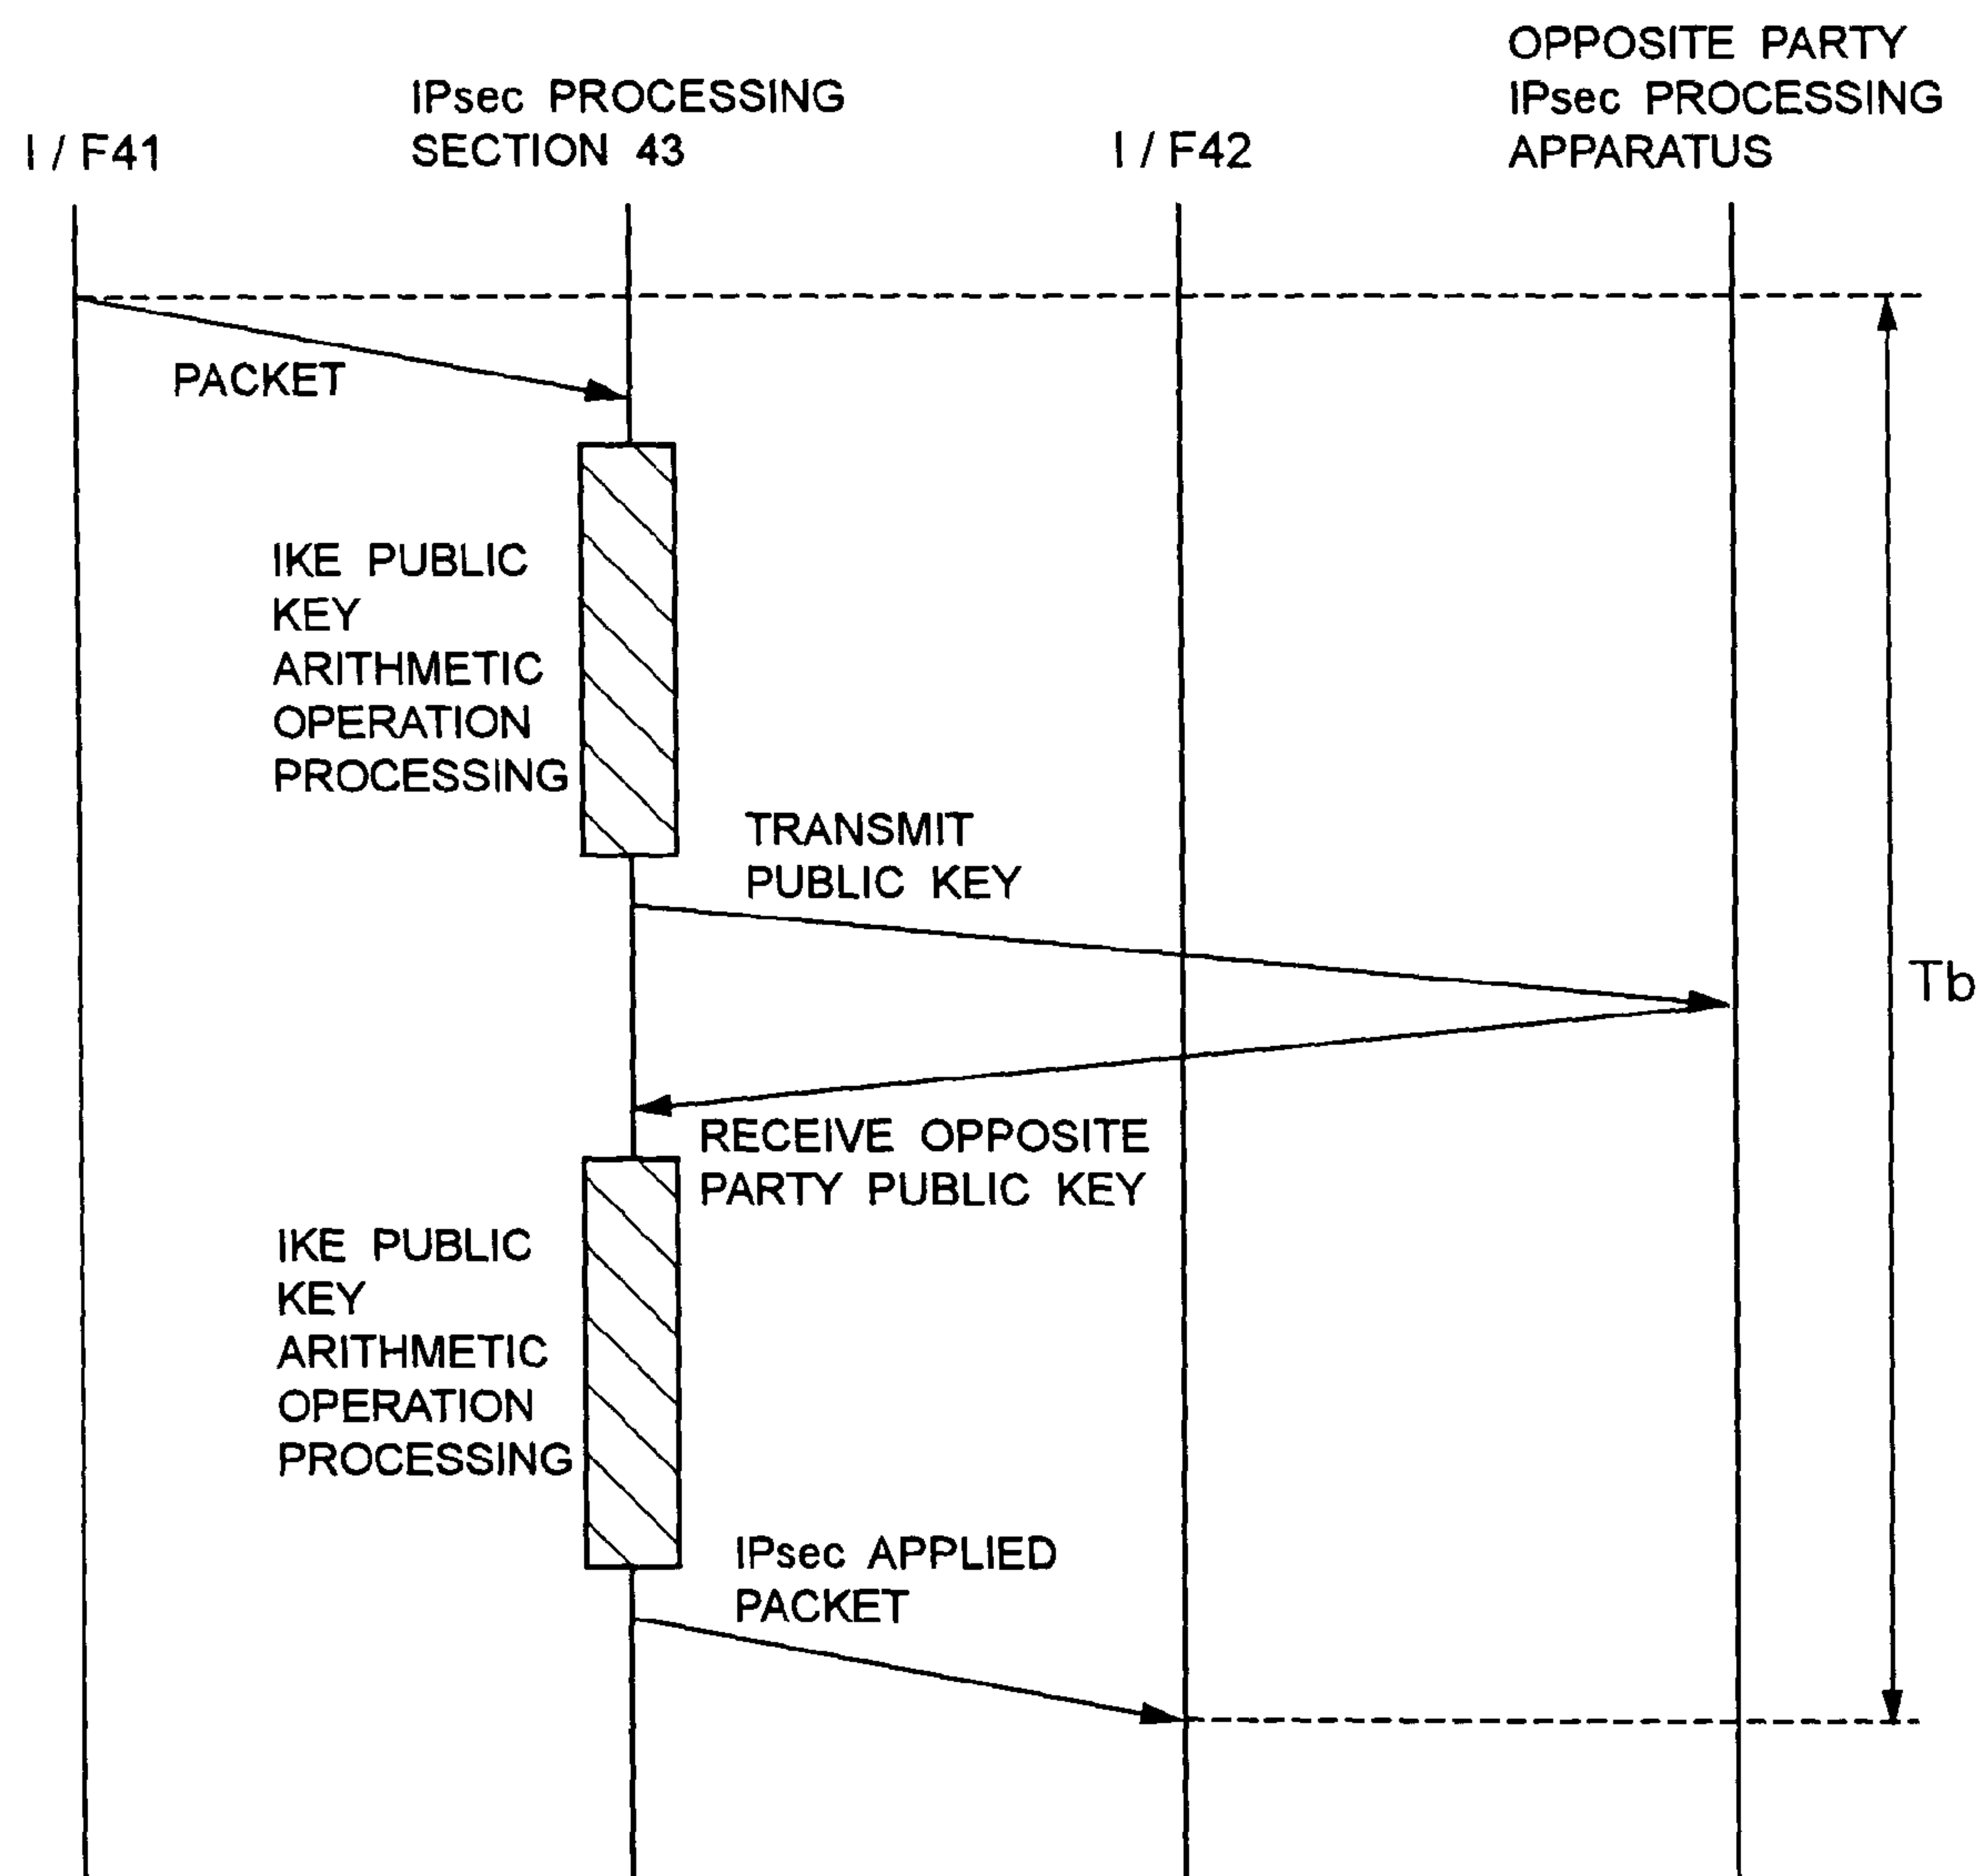 OPPOSITE PARTY
IPsec PROCESSING
APPARATUS
IPsec PROCESSING
SECTION 43
I / F41
I / F42
PACKET
IKE PUBLIC
KEY
ARITHMETIC
OPERATION
PROCESSING
TRANSMIT
PUBLIC KEY
Tb
RECEIVE OPPOSITE
PARTY PUBLIC KEY
IKE PUBLIC
KEY
ARITHMETIC
OPERATION
PROCESSING
IPsec APPLIED
PACKET